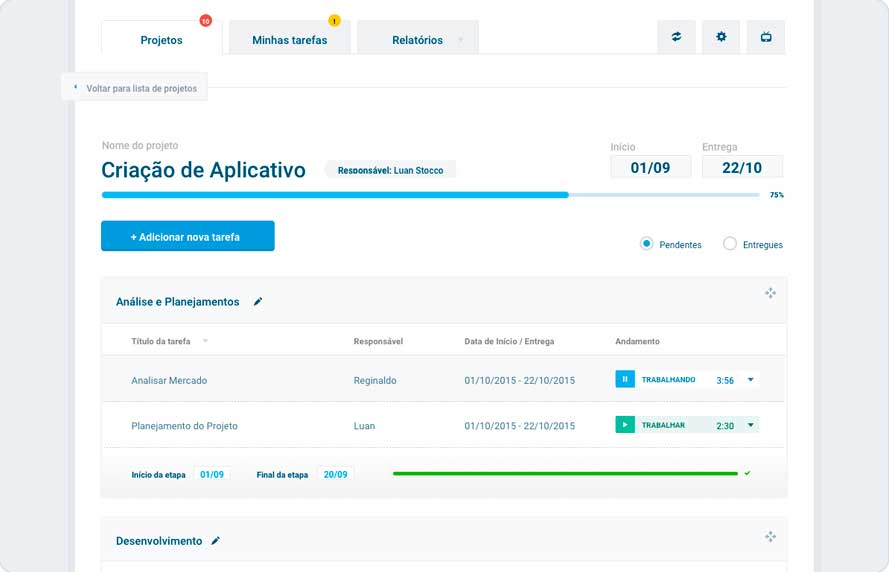 10
!
Projetos
Minhas tarefas
Relatórios
Voltar para lista de projetos
Nome do projeto
Início
Entrega
Criação de Aplicativo
Responsável: Luan Stocco
01/09
22/10
75%
+ Adicionar nova tarefa
Pendentes
Entregues
Análise e Planejamentos
Título da tarefa
Responsável
Data de Início / Entrega
Andamento
Analisar Mercado
Reginaldo
01/10/2015 - 22/10/2015
TRABALHANDO
3:56
Planejamento do Projeto
Luan
01/10/2015 - 22/10/2015
TRABALHAR
2:30
Início da etapa
01/09
Final da etapa
20/09
Desenvolvimento